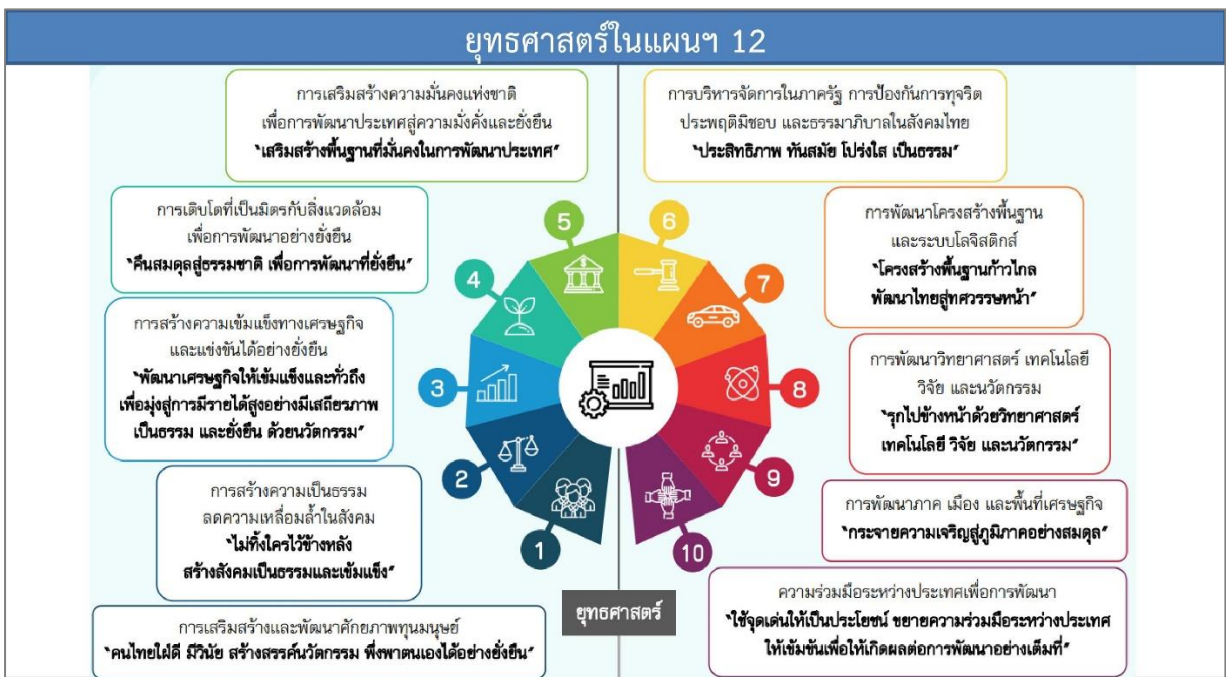 ยุทธศาสตร์ในแผนฯ 12
การเสริมสร้างความมั่นคงแห่งชาติ
เพื่อการพัฒนาประเทศสู่ความมั่งคั่งและยั่งยืน
“เสริมสร้างพื้นฐานที่มั่นคงในการพัฒนาประเทศ”
การบริหารจัดการในภาครัฐ การป้องกันการทุจริต
ประพฤติมิชอบ และธรรมาภิบาลในสังคมไทย
“ประสิทธิภาพ ทันสมัย โปร่งใส เป็นธรรม”
การเติบโตที่เป็นมิตรกับสิ่งแวดล้อม
เพื่อการพัฒนาอย่างยั่งยืน
“คืนสมดุลสู่ธรรมชาติ เพื่อการพัฒนาที่ยั่งยืน”
การพัฒนาโครงสร้างพื้นฐาน
และระบบโลจิสติกส์
“โครงสร้างพื้นฐานก้าวไกล
พัฒนาไทยสู่ทศวรรษหน้า”
การสร้างความเข้มแข็งทางเศรษฐกิจ
และแข่งขันได้อย่างยั่งยืน
“พัฒนาเศรษฐกิจให้เข้มแข็งและทั่วถึง
เพื่อมุ่งสู่การมีรายได้สูงอย่างมีเสถียรภาพ
เป็นธรรม และยั่งยืน ด้วยนวัตกรรม”
การพัฒนาวิทยาศาสตร์ เทคโนโลยี
วิจัย และนวัตกรรม
“รุกไปข้างหน้าด้วยวิทยาศาสตร์
เทคโนโลยี วิจัย และนวัตกรรม”
การสร้างความเป็นธรรม
ลดความเหลื่อมล้ำในสังคม
“ไม่ทิ้งใครไว้ข้างหลัง
สร้างสังคมเป็นธรรมและเข้มแข็ง”
การพัฒนาภาค เมือง และพื้นที่เศรษฐกิจ
“กระจายความเจริญสู่ภูมิภาคอย่างสมดุล”
การเสริมสร้างและพัฒนาศักยภาพทุนมนุษย์
“คนไทยใฝ่ดี มีวินัย สร้างสรรค์นวัตกรรม พึ่งพาตนเองได้อย่างยั่งยืน”
ความร่วมมือระหว่างประเทศเพื่อการพัฒนา
“ใช้จุดเด่นให้เป็นประโยชน์ ขยายความร่วมมือระหว่างประเทศ
ให้เข้มข้นเพื่อให้เกิดผลต่อการพัฒนาอย่างเต็มที่”
5
6
4
7
3
8
2
9
1
10
ยุทธศาสตร์